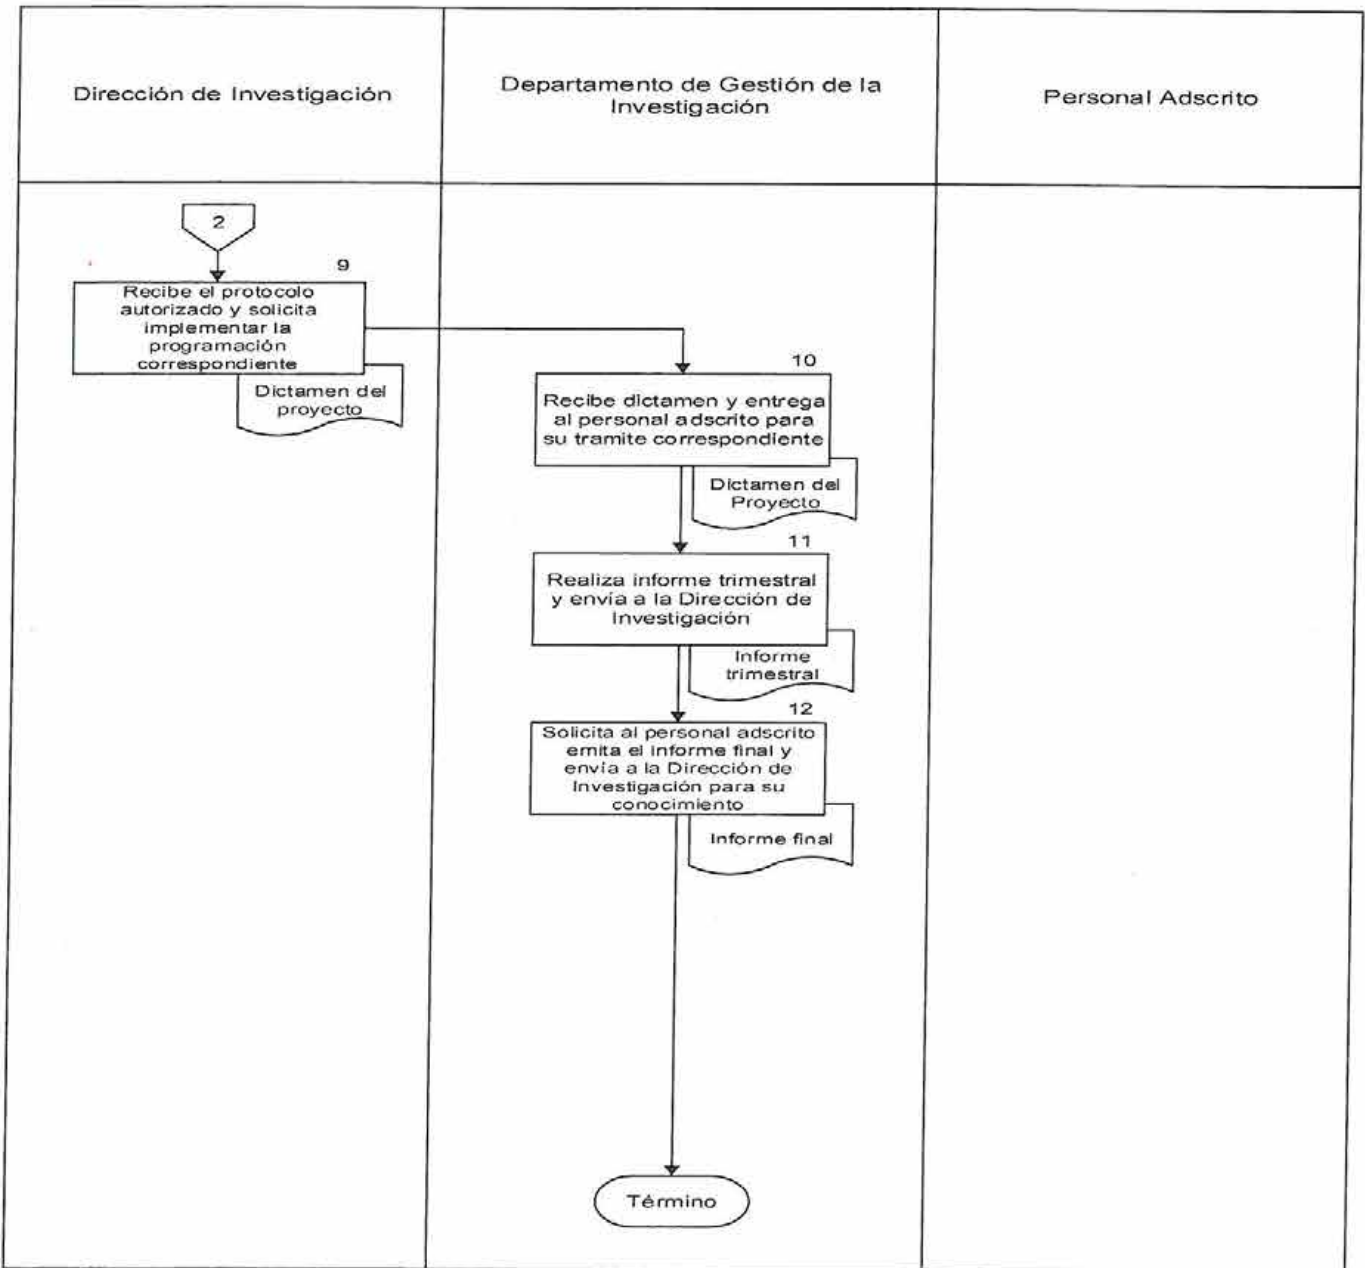 Dirección de Investigación
Departamento de Gestión de la
Investigación
Personal Adscrito
2
9
Recibe el protocolo
autorizado y solicita
implementar la
programación
correspondiente
Dictamen del
proyecto
10
Recibe dictamen y entrega
al personal adscrito para
su tramite correspondiente
Dictamen del
Proyecto
11
Realiza informe trimestral
y envía a la Dirección de
Investigación
Informe
trimestral
12
Solicita al personal adscrito
emita el informe final y
envía a la Dirección de
Investigación para su
conocimiento
Informe final
Término